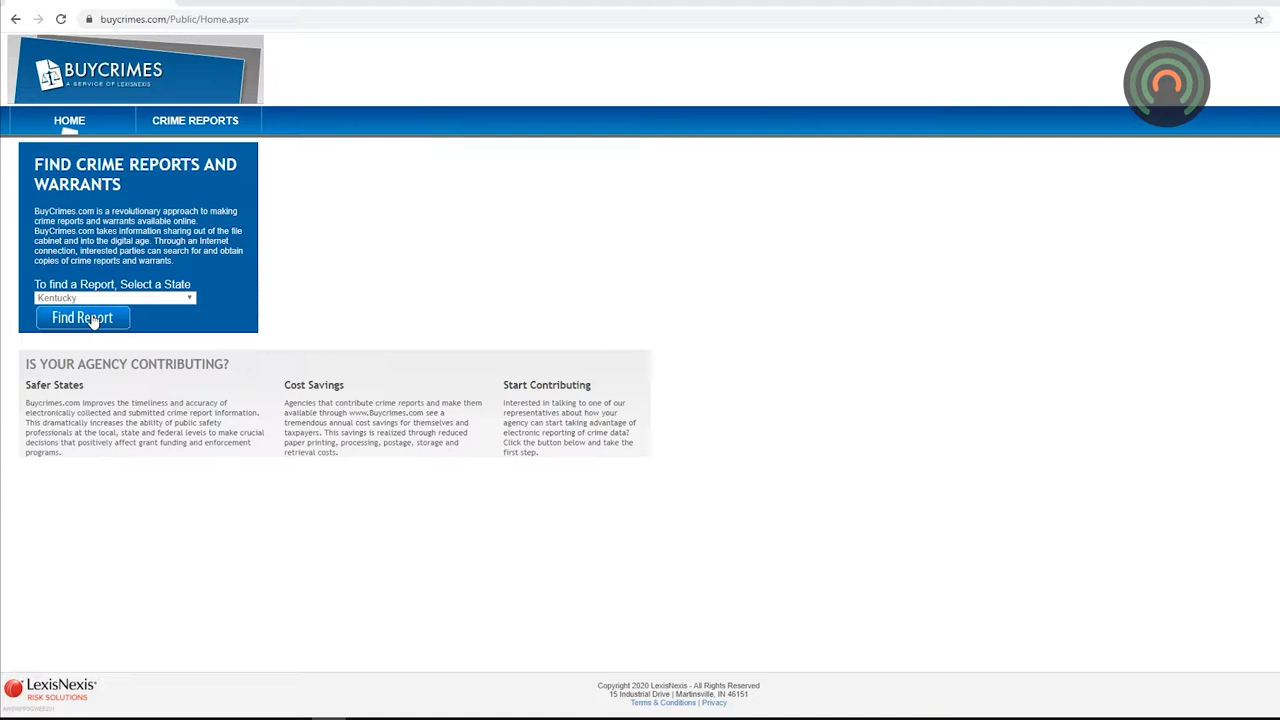 buycrimes.com/Public/Home.aspx
BUYCRIMES
A SERVICE OF LEXISNEXIS
HOME
CRIME REPORTS
FIND CRIME REPORTS AND
WARRANTS
BuyCrimes.com is a revolutionary approach to making
crime reports and warrants available online.
BuyCrimes.com takes information sharing out of the file
cabinet and into the digital age. Through an Internet
connection, interested parties can search for and obtain
copies of crime reports and warrants.
To find a Report, Select a State
Kentucky
Find Report
IS YOUR AGENCY CONTRIBUTING?
Safer States
Buycrimes.com improves the timeliness and accuracy of
electronically collected and submitted crime report information.
This dramatically increases the ability of public safety
professionals at the local, state and federal levels to make crucial
decisions that positively affect grant funding and enforcement
programs.
Cost Savings
Agencies that contribute crime reports and make them
available through www.Buycrimes.com see a
tremendous annual cost savings for themselves and
taxpayers. This savings is realized through reduced
paper printing, processing, postage, storage and
retrieval costs.
Start Contributing
Interested in talking to one of our
representatives about how your
agency can start taking advantage of
electronic reporting of crime data?
Click the button below and take the
first step.
LexisNexis
RISK SOLUTIONS
Copyright 2020 LexisNexis - All Rights Reserved
15 Industrial Drive | Martinsville, IN 46151
Terms & Conditions | Privacy